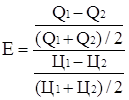 Q₁ – Q₂
(Q₁+Q₂) / 2
E =
Ц₁ – Ц₂
(Ц₁+Ц₂) / 2